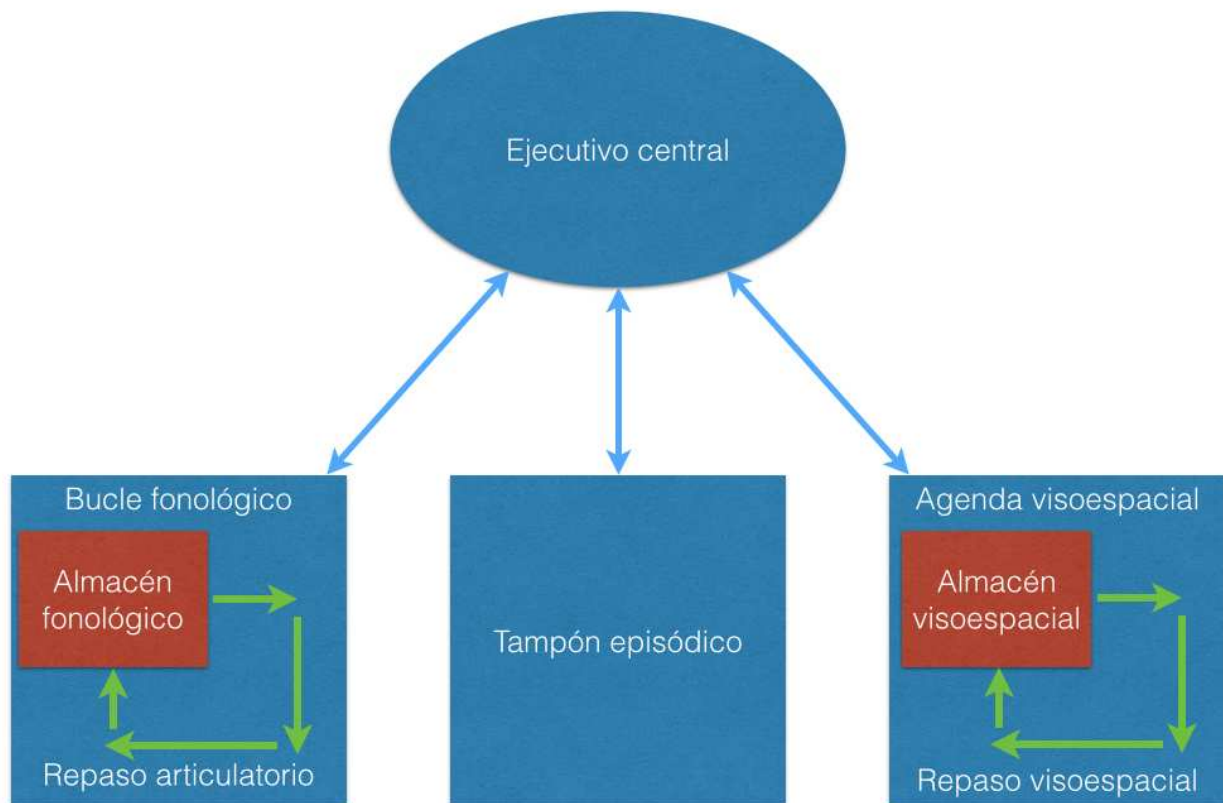 Ejecutivo central
Bucle fonológico
Almacén
fonológico
Repaso articulatorio
Tampón episódico
Agenda visoespacial
Almacén
visoespacial
Repaso visoespacial